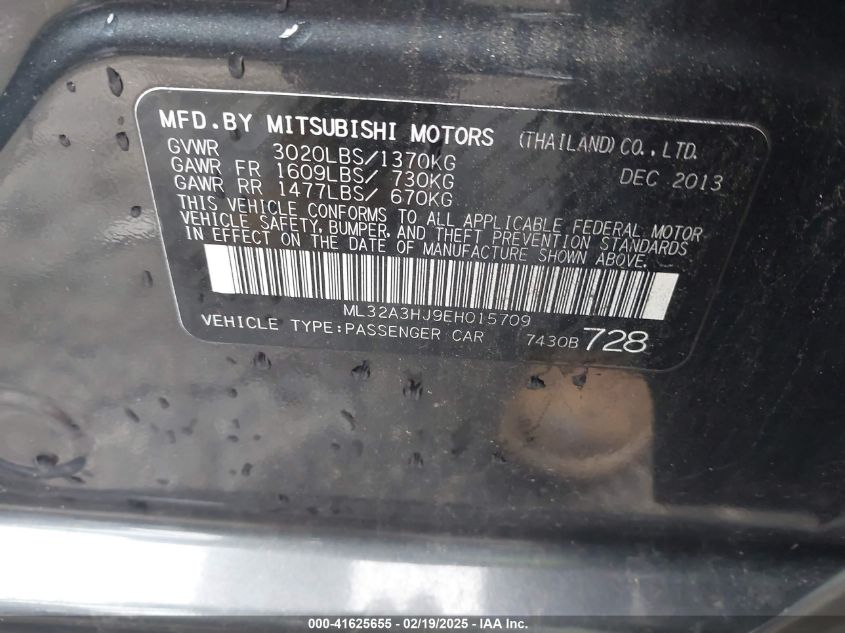 MFD.BY MITSUBISHI MOTORS (THAILAND) CO.,LTD.
GVWR 3020LBS/1370KG
GAWR FR 1609LBS/ 730KG DEC 2013
GAWR RR 1477LBS/ 670KG
THIS VEHICLE CONFORMS TO ALL APPLICABLE FEDERAL MOTOR
VEHICLE SAFETY, BUMPER, AND THEFT PREVENTION STANDARDS
IN EFFECT ON THE DATE OF MANUFACTURE SHOWN ABOVE.
ML32A3HJ9EH015709
VEHICLE TYPE:PASSENGER CAR 7430B 728
000-41625655 - 02/19/2025 - IAA Inc.